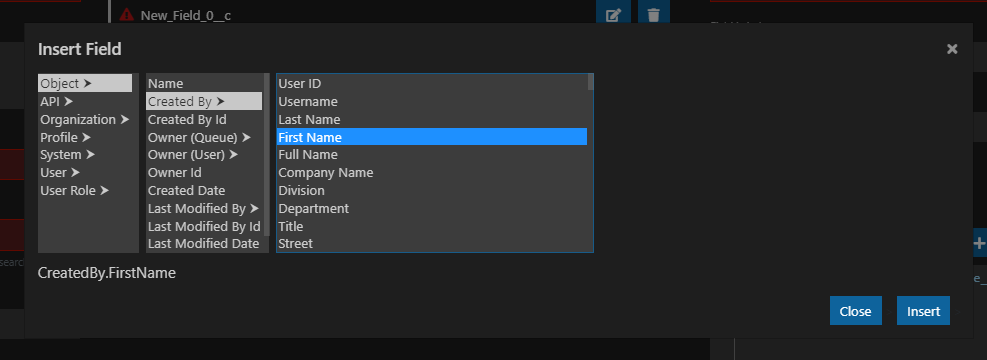 New_Field_0__c
Insert Field
Object
API
Organization
Profile
System
User
User Role
Name
Created By
Created By Id
Owner (Queue)
Owner (User)
Owner Id
Created Date
Last Modified By
Last Modified By Id
Last Modified Date
User ID
Username
Last Name
First Name
Full Name
Company Name
Division
Department
Title
Street
CreatedBy.FirstName
Close
Insert
search
e_